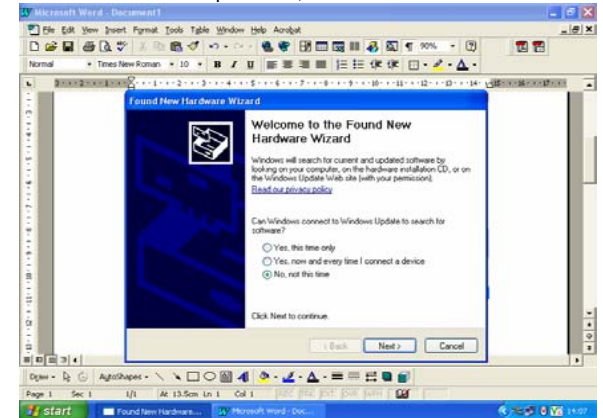 Microsoft Word - Document1
File Edit View Insert Format Tools Table Window Help Acrobat
90%
Normal Times New Roman 10 B I U
Found New Hardware Wizard
Welcome to the Found New
Hardware Wizard
Windows will search for current and updated software by
looking on your computer, on the hardware installation CD, or on
the Windows Update Web site (with your permission).
Read our privacy policy
Can Windows connect to Windows Update to search for
software?
Yes, this time only
Yes, now and every time I connect a device
No, not this time
Click Next to continue.
< Back Next > Cancel
Draw AutoShapes
Page 1 Sec 1 1/1 At 13.5cm Ln 1 Col 1 REC TRK EXT OVR WPH
start Found New Hardware... Microsoft Word - Doc... 14:07